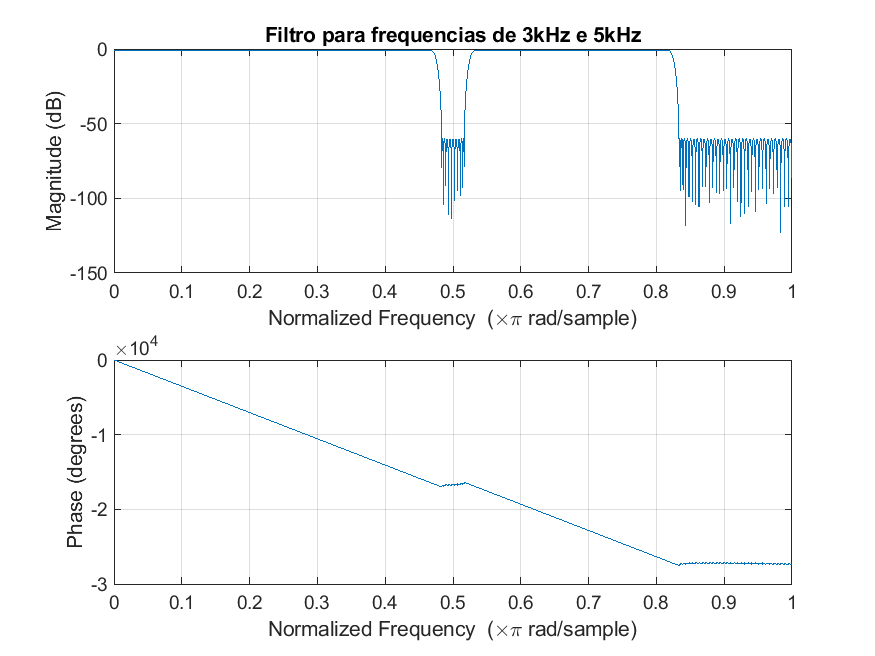 Filtro para frequencias de 3kHz e 5kHz
0
-50
-100
-150
Magnitude (dB)
0 0.1 0.2 0.3 0.4 0.5 0.6 0.7 0.8 0.9 1
Normalized Frequency (×π rad/sample)
×10^4
0
-1
-2
-3
Phase (degrees)
0 0.1 0.2 0.3 0.4 0.5 0.6 0.7 0.8 0.9 1
Normalized Frequency (×π rad/sample)